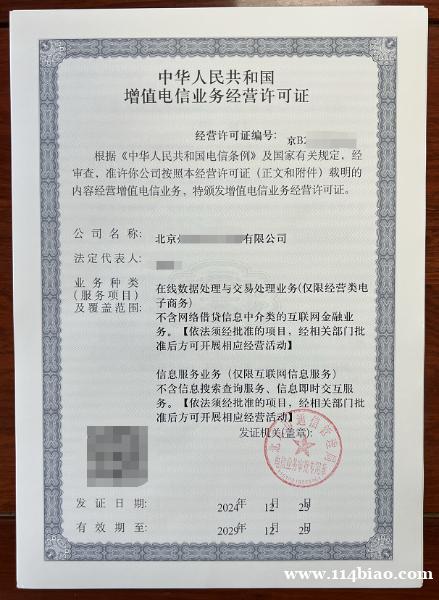 中华人民共和国
增值电信业务经营许可证
经营许可证编号: 京B2
根据《中华人民共和国电信条例》及国家有关规定，经
审查，准许你公司按照本经营许可证（正文和附件）载明的
内容经营增值电信业务，特颁发增值电信业务经营许可证。
公司名称: 北京 有限公司
法定代表人:
业务种类
(服务项目)
及覆盖范围:
在线数据处理与交易处理业务(仅限经营类电
子商务)
不含网络借贷信息中介类的互联网金融业
务。【依法须经批准的项目，经相关部门批
准后方可开展相应经营活动】
信息服务业务（仅限互联网信息服务）
不含信息搜索查询服务、信息即时交互服
务。【依法须经批准的项目，经相关部门批
准后方可开展相应经营活动】
发证机关(盖章):
电信业务审批专用章
发证日期: 2024 年 12 月 23 日
有效期至: 2029 年 12 月 23 日
www.114biao.com